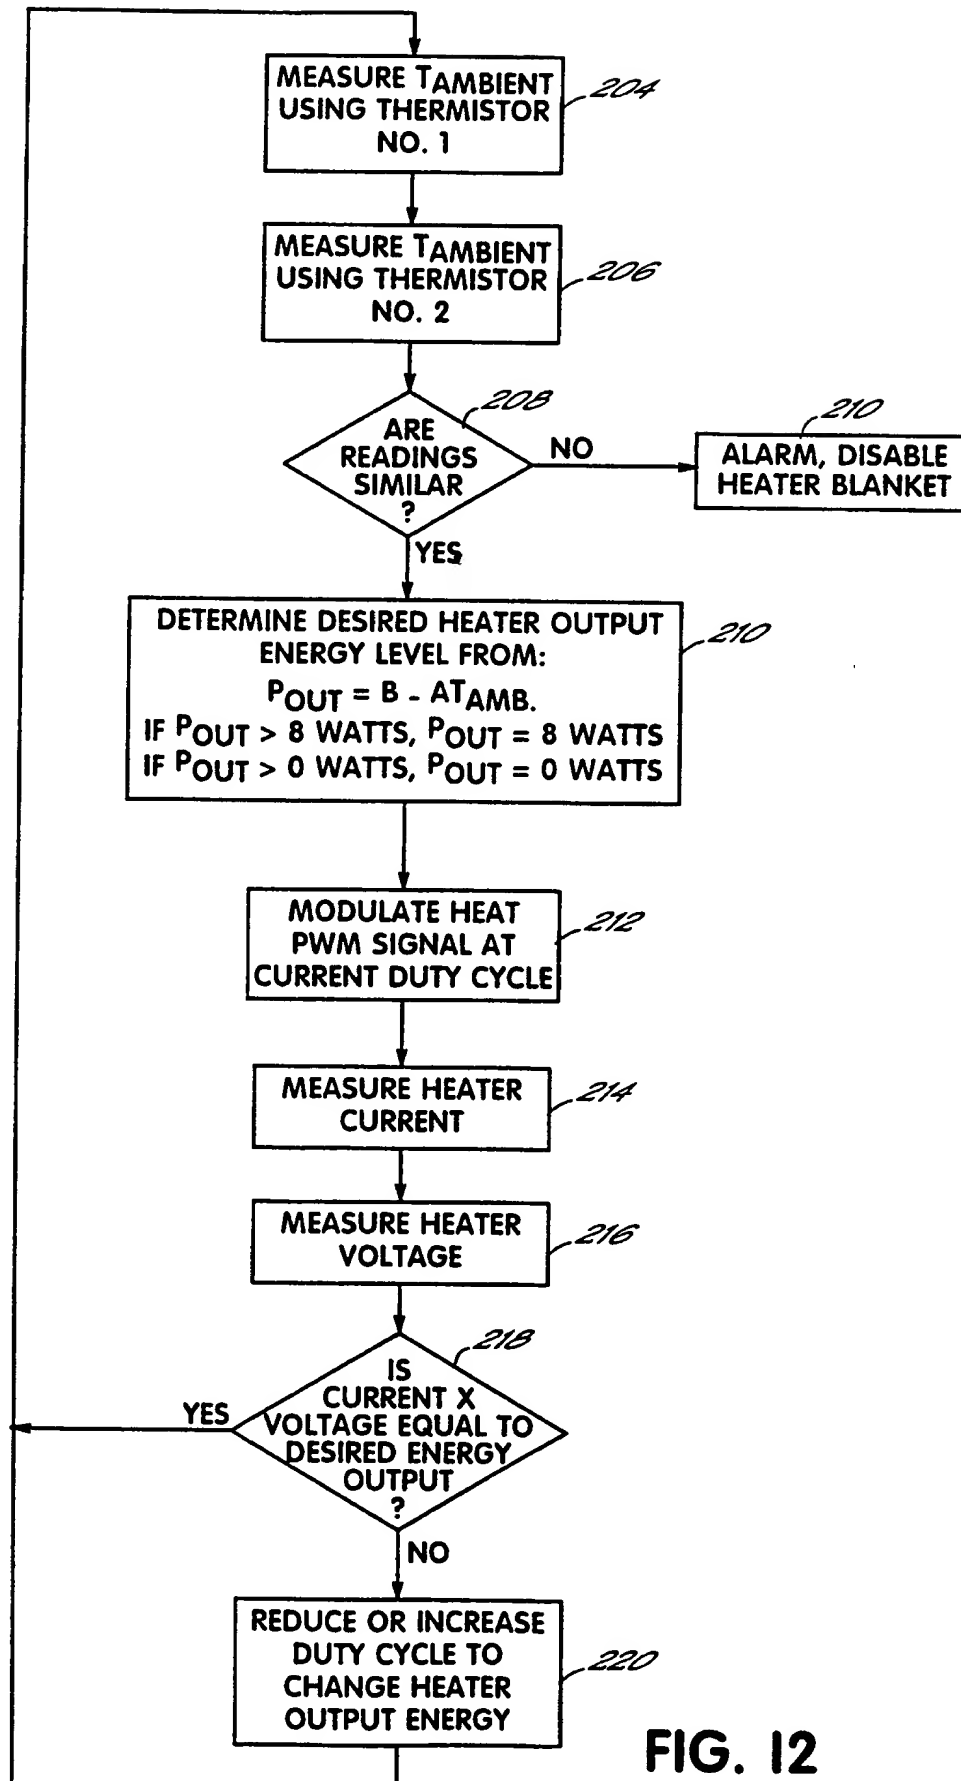 MEASURE TAMBIENT
USING THERMISTOR
NO. 1
204
MEASURE TAMBIENT
USING THERMISTOR
NO. 2
206
ARE
READINGS
SIMILAR
?
208
NO
ALARM, DISABLE
HEATER BLANKET
210
YES
DETERMINE DESIRED HEATER OUTPUT
ENERGY LEVEL FROM:
POUT = B - ATAMB.
IF POUT > 8 WATTS, POUT = 8 WATTS
IF POUT > 0 WATTS, POUT = 0 WATTS
210
MODULATE HEAT
PWM SIGNAL AT
CURRENT DUTY CYCLE
212
MEASURE HEATER
CURRENT
214
MEASURE HEATER
VOLTAGE
216
IS
CURRENT X
VOLTAGE EQUAL TO
DESIRED ENERGY
OUTPUT
?
218
YES
NO
REDUCE OR INCREASE
DUTY CYCLE TO
CHANGE HEATER
OUTPUT ENERGY
220
FIG. 12